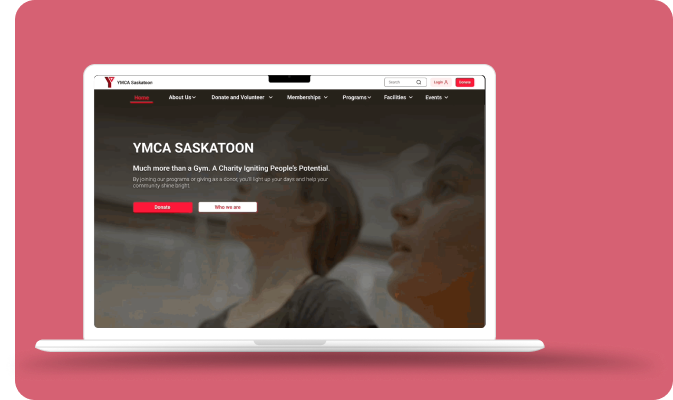 YMCA Saskatoon
Search
Login
Donate
Home
About Us
Donate and Volunteer
Memberships
Programs
Facilities
Events
YMCA SASKATOON
Much more than a Gym. A Charity Igniting People's Potential.
By joining our programs or giving as a donor, you'll light up your days and help your
community shine bright.
Donate
Who we are